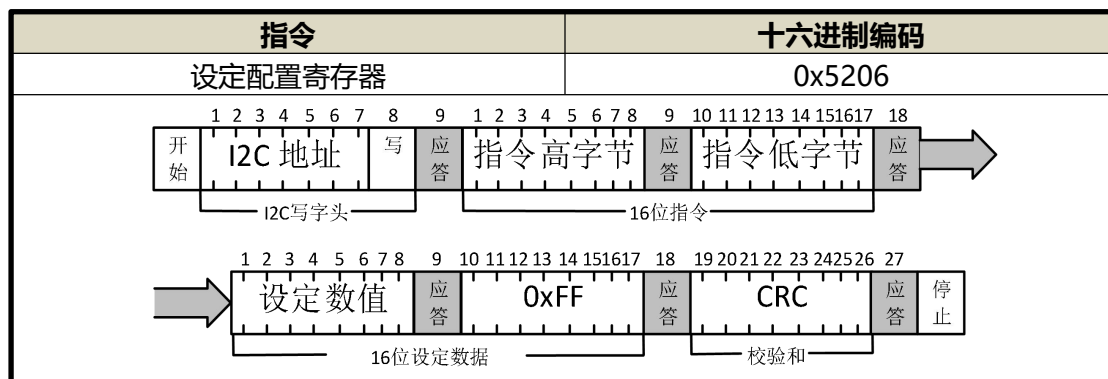 指令 十六进制编码
设定配置寄存器 0x5206
1 2 3 4 5 6 7 8 9 1 2 3 4 5 6 7 8 9 10 11 12 13 14 15 16 17 18
开始 I2C 地址 写 应答 指令高字节 应答 指令低字节 应答
I2C写字头 16位指令
1 2 3 4 5 6 7 8 9 10 11 12 13 14 15 16 17 18 19 20 21 22 23 24 25 26 27
设定数值 应答 0xFF 应答 CRC 应答 停止
16位设定数据 校验和